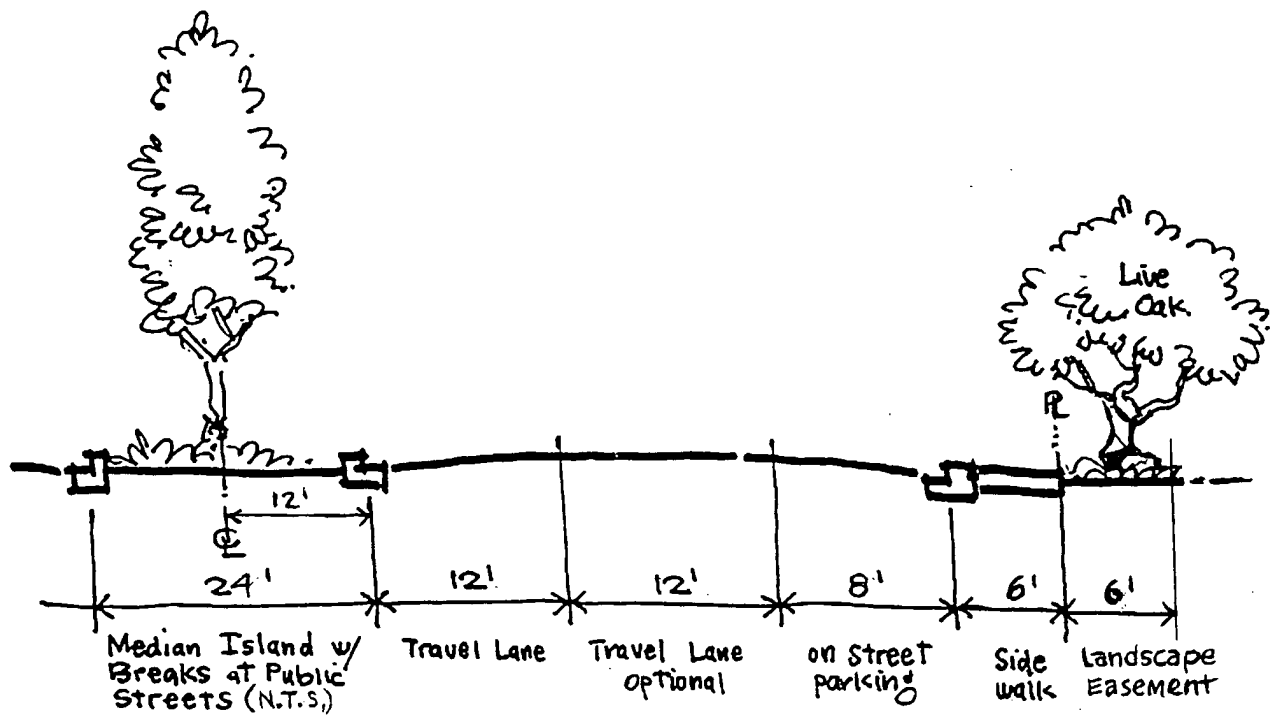 Live
Oak
PL
12'
CL
24' 12' 12' 8' 6' 6'
Median Island w/
Breaks at Public
Streets (N.T.S.)
Travel Lane
Travel Lane
optional
on Street
parking
Side
walk
Landscape
Easement